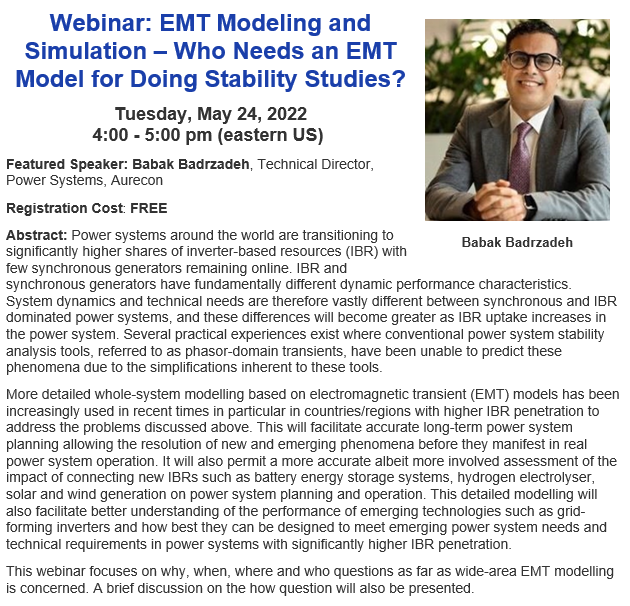 Webinar: EMT Modeling and
Simulation – Who Needs an EMT
Model for Doing Stability Studies?
Tuesday, May 24, 2022
4:00 - 5:00 pm (eastern US)
Featured Speaker: Babak Badrzadeh, Technical Director,
Power Systems, Aurecon
Registration Cost: FREE
Babak Badrzadeh
Abstract: Power systems around the world are transitioning to
significantly higher shares of inverter-based resources (IBR) with
few synchronous generators remaining online. IBR and
synchronous generators have fundamentally different dynamic performance characteristics.
System dynamics and technical needs are therefore vastly different between synchronous and IBR
dominated power systems, and these differences will become greater as IBR uptake increases in
the power system. Several practical experiences exist where conventional power system stability
analysis tools, referred to as phasor-domain transients, have been unable to predict these
phenomena due to the simplifications inherent to these tools.
More detailed whole-system modelling based on electromagnetic transient (EMT) models has been
increasingly used in recent times in particular in countries/regions with higher IBR penetration to
address the problems discussed above. This will facilitate accurate long-term power system
planning allowing the resolution of new and emerging phenomena before they manifest in real
power system operation. It will also permit a more accurate albeit more involved assessment of the
impact of connecting new IBRs such as battery energy storage systems, hydrogen electrolyser,
solar and wind generation on power system planning and operation. This detailed modelling will
also facilitate better understanding of the performance of emerging technologies such as grid-
forming inverters and how best they can be designed to meet emerging power system needs and
technical requirements in power systems with significantly higher IBR penetration.
This webinar focuses on why, when, where and who questions as far as wide-area EMT modelling
is concerned. A brief discussion on the how question will also be presented.